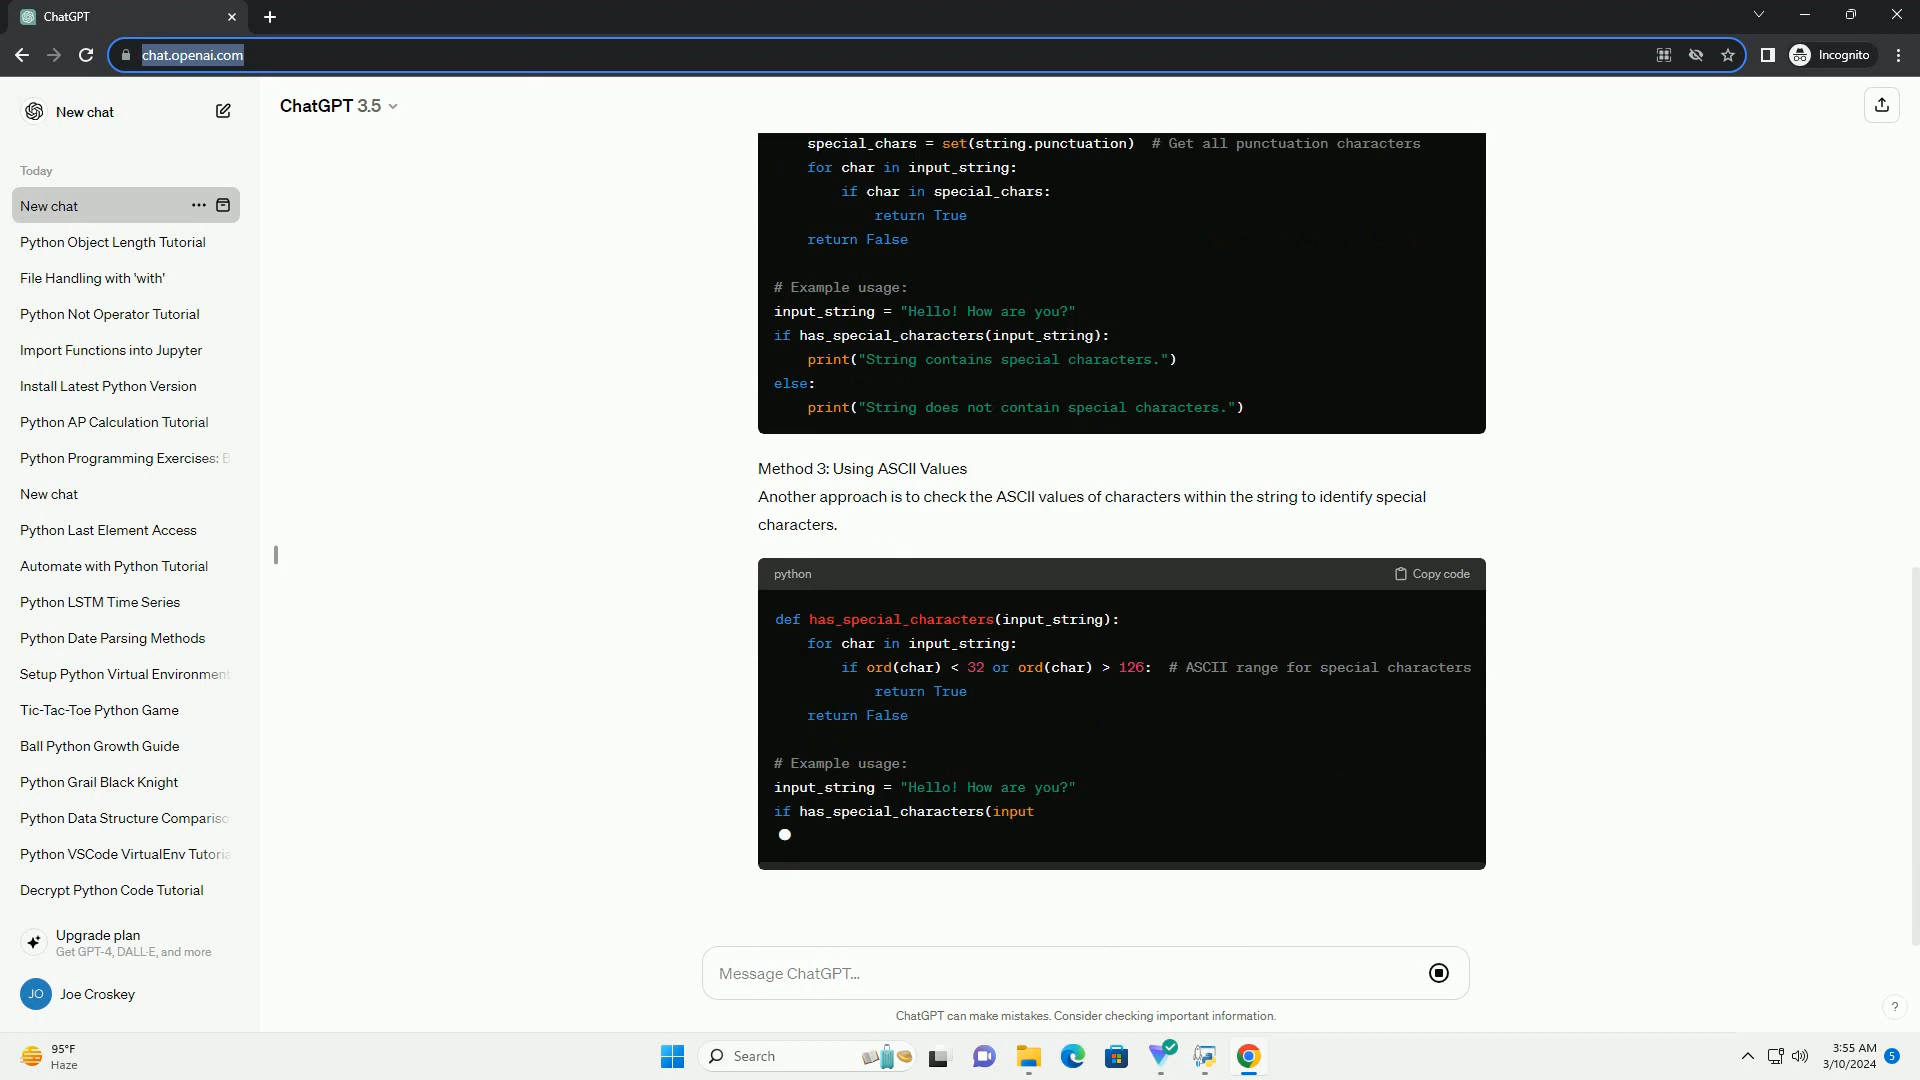 ChatGPT
chat.openai.com
Incognito
New chat
ChatGPT 3.5
Today
New chat
Python Object Length Tutorial
File Handling with 'with'
Python Not Operator Tutorial
Import Functions into Jupyter
Install Latest Python Version
Python AP Calculation Tutorial
Python Programming Exercises: B
New chat
Python Last Element Access
Automate with Python Tutorial
Python LSTM Time Series
Python Date Parsing Methods
Setup Python Virtual Environment
Tic-Tac-Toe Python Game
Ball Python Growth Guide
Python Grail Black Knight
Python Data Structure Compariso
Python VSCode VirtualEnv Tutoria
Decrypt Python Code Tutorial
Upgrade plan
Get GPT-4, DALL·E, and more
JO Joe Croskey
special_chars = set(string.punctuation)  # Get all punctuation characters
for char in input_string:
if char in special_chars:
return True
return False
# Example usage:
input_string = "Hello! How are you?"
if has_special_characters(input_string):
print("String contains special characters.")
else:
print("String does not contain special characters.")
Method 3: Using ASCII Values
Another approach is to check the ASCII values of characters within the string to identify special
characters.
python
Copy code
def has_special_characters(input_string):
for char in input_string:
if ord(char) < 32 or ord(char) > 126:  # ASCII range for special characters
return True
return False
# Example usage:
input_string = "Hello! How are you?"
if has_special_characters(input
Message ChatGPT...
ChatGPT can make mistakes. Consider checking important information.
?
95°F
Haze
Search
3:55 AM
3/10/2024
5